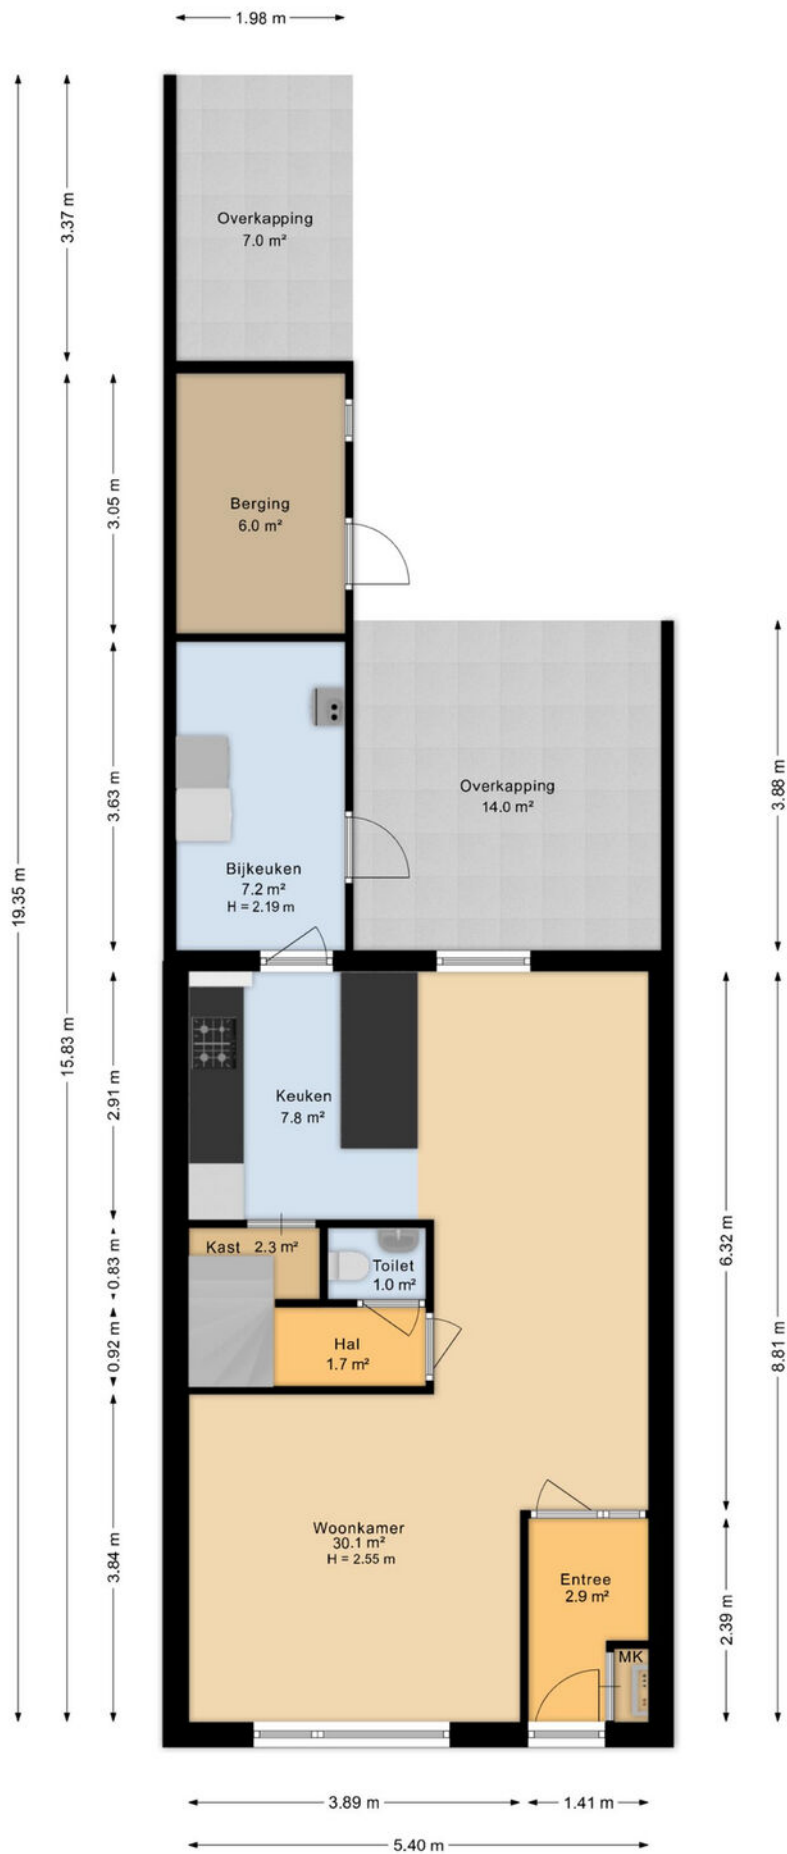 1.98 m
3.37 m
Overkapping
7.0 m²
3.05 m
Berging
6.0 m²
3.63 m
3.88 m
Overkapping
14.0 m²
Bijkeuken
7.2 m²
H = 2.19 m
19.35 m
15.83 m
2.91 m
Keuken
7.8 m²
6.32 m
8.81 m
0.83 m
Kast 2.3 m²
Toilet
1.0 m²
0.92 m
Hal
1.7 m²
3.84 m
Woonkamer
30.1 m²
H = 2.55 m
Entree
2.9 m²
2.39 m
MK
3.89 m
1.41 m
5.40 m